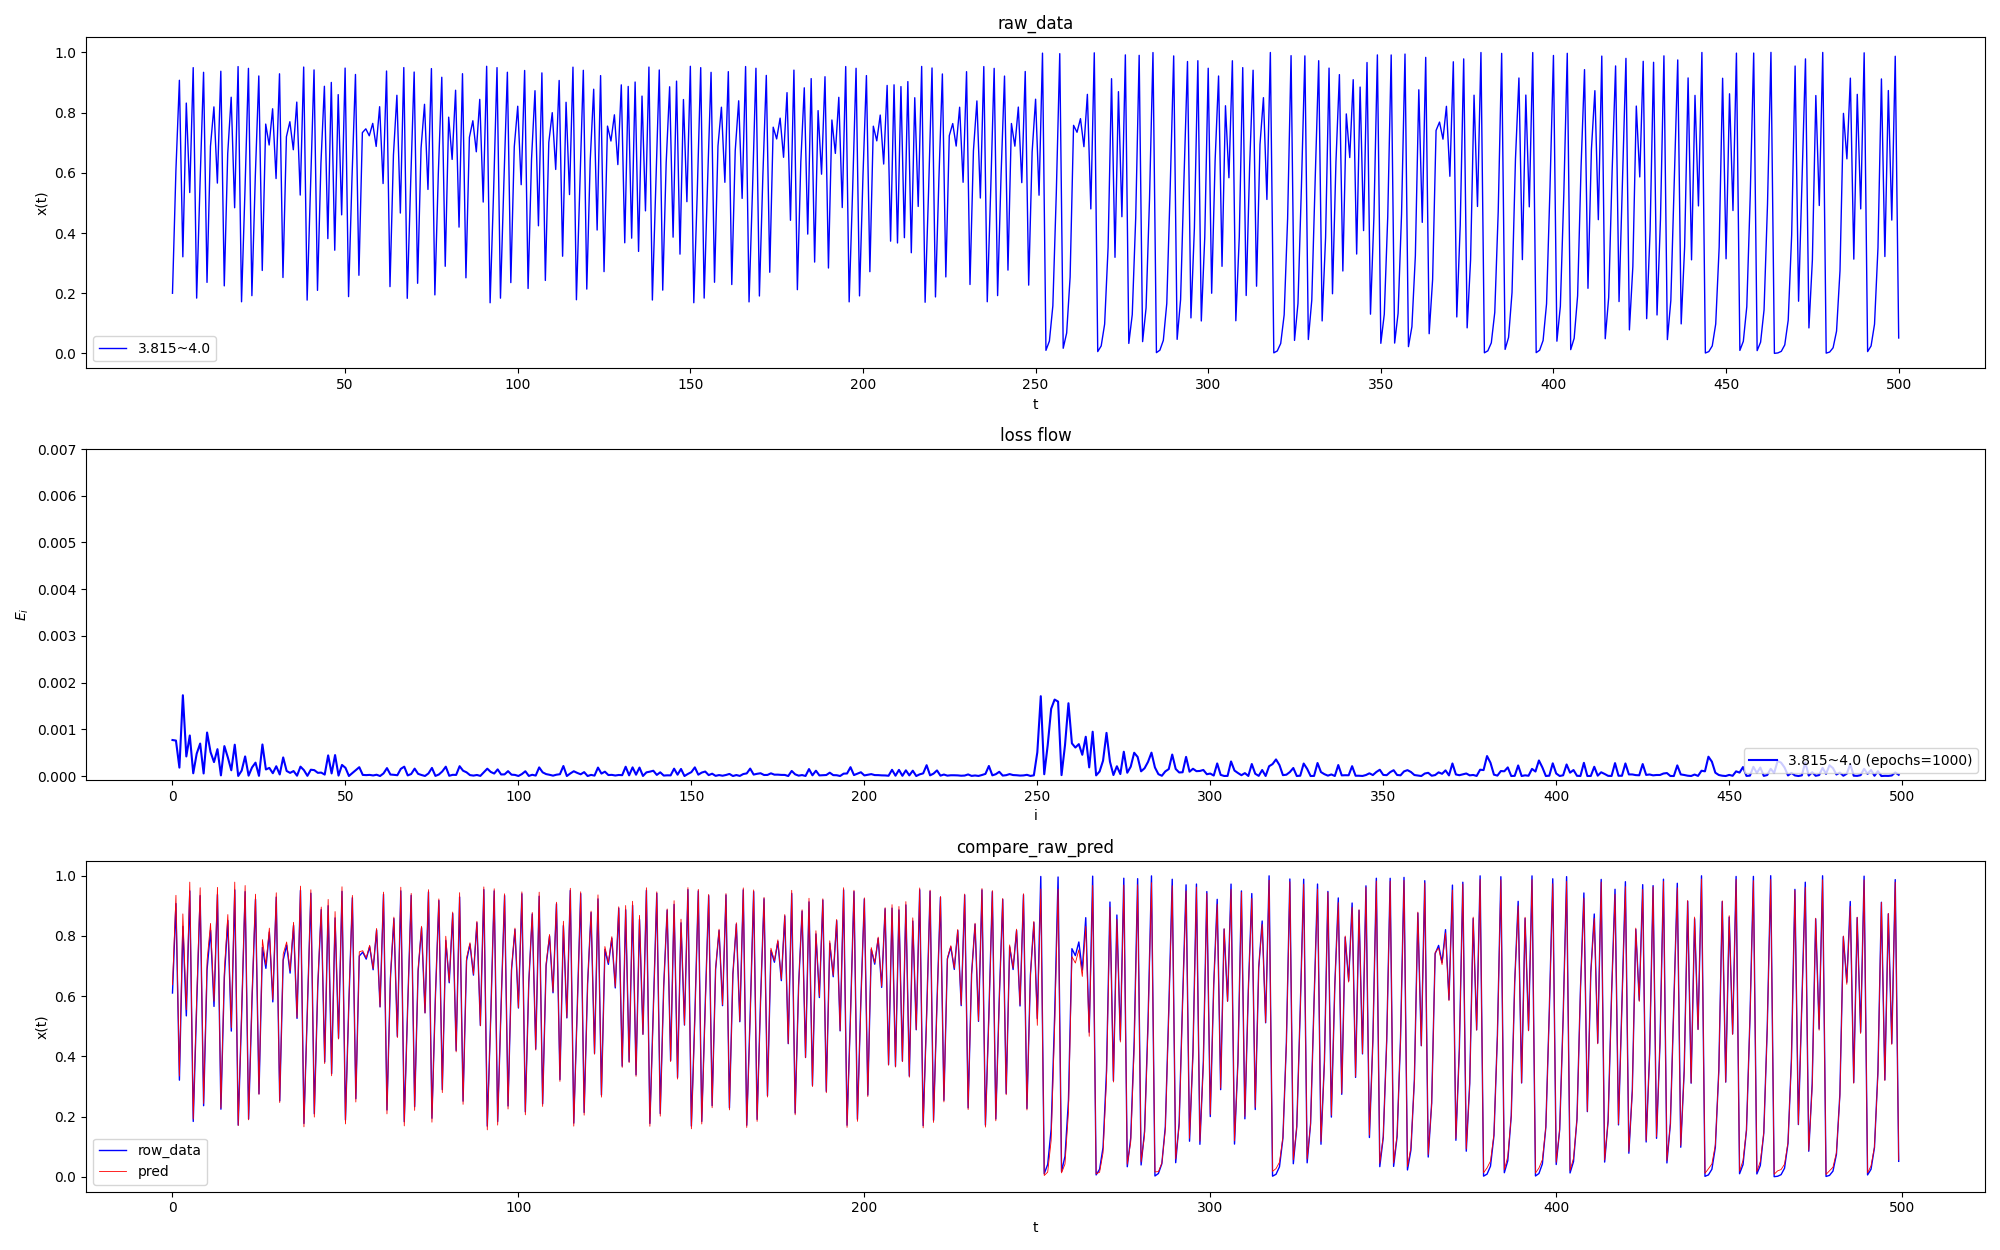 raw_data
1.0
0.8
0.6
0.4
0.2
0.0
x(t)
3.815~4.0
50 100 150 200 250 300 350 400 450 500
t
loss flow
0.007
0.006
0.005
0.004
0.003
0.002
0.001
0.000
E_i
3.815~4.0 (epochs=1000)
0 50 100 150 200 250 300 350 400 450 500
i
compare_raw_pred
1.0
0.8
0.6
0.4
0.2
0.0
x(t)
row_data
pred
0 100 200 300 400 500
t